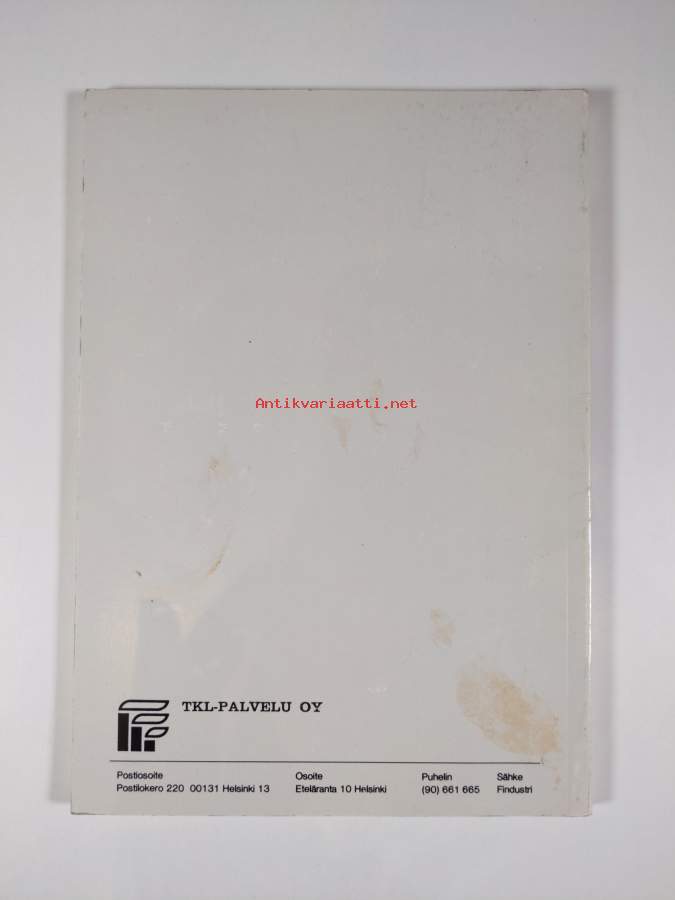 Antikvariaatti.net
TKL-PALVELU OY
Postiosoite Osoite Puhelin Sähke
Postilokero 220 00131 Helsinki 13 Eteläranta 10 Helsinki (90) 661 665 Findustri